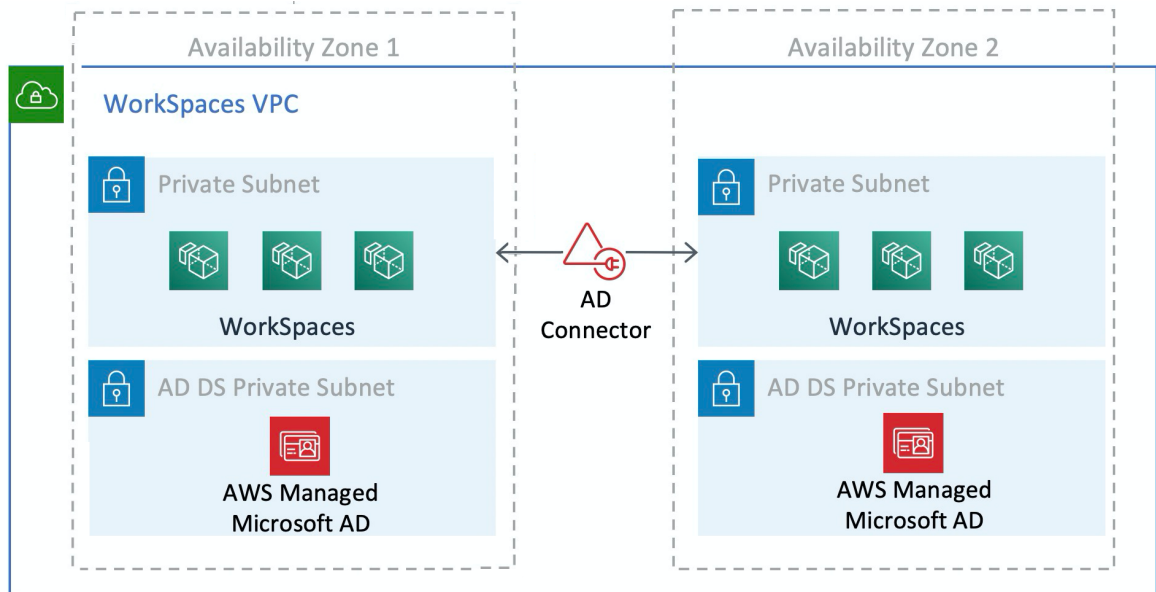 Availability Zone 1
Availability Zone 2
WorkSpaces VPC
Private Subnet
WorkSpaces
AD
Connector
Private Subnet
WorkSpaces
AD DS Private Subnet
AWS Managed
Microsoft AD
AD DS Private Subnet
AWS Managed
Microsoft AD